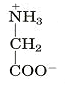 +
NH₃
CH₂
COO⁻